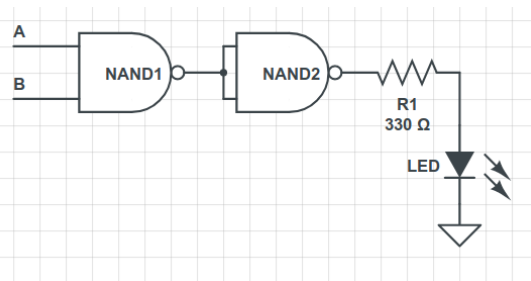 A
B
NAND1
NAND2
R1
330 Ω
LED